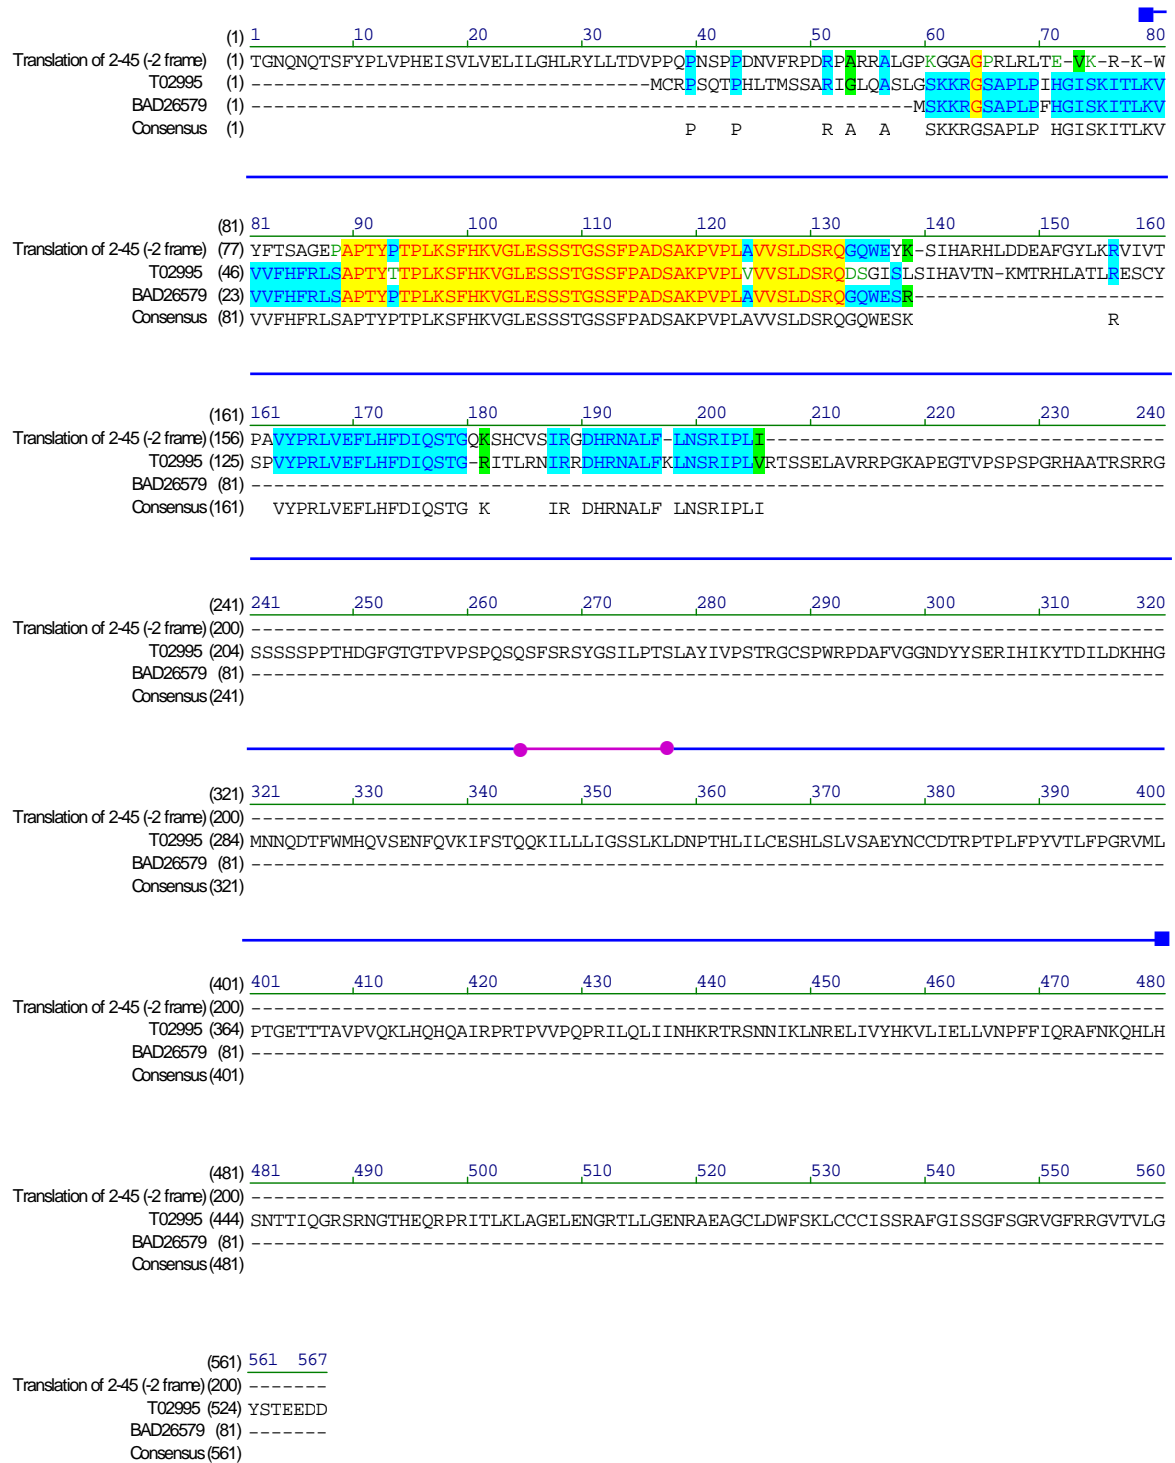 (1) 1 10 20 30 40 50 60 70 80
Translation of 2-45 (-2 frame) (1) TGNQNQTSFYPLVPHEISVLVELILGHLRYLLTDVPPQPNSPPDNVFRPDRPARRALGPKGGAGPRLRLTE-VK-R-K-W
T02995 (1) -----------------------------------MCRPSQTPHLTMSSARIGLQASLGSKKRGSAPLPIHGISKITLKV
BAD26579 (1) ----------------------------------------------------------MSKKRGSAPLPFHGISKITLKV
Consensus (1) P P R A A SKKRGSAPLP HGISKITLKV
(81) 81 90 100 110 120 130 140 150 160
Translation of 2-45 (-2 frame) (77) YFTSAGEPAPTYPTPLKSFHKVGLESSSTGSSFPADSAKPVPLAVVSLDSRQGQWEYK-SIHARHLDDEAFGYLKRVIVT
T02995 (46) VVFHFRLSAPTYTTPLKSFHKVGLESSSTGSSFPADSAKPVPLVVVSLDSRQDSGISLSIHAVTN-KMTRHLATLRESCY
BAD26579 (23) VVFHFRLSAPTYPTPLKSFHKVGLESSSTGSSFPADSAKPVPLAVVSLDSRQGQWESR----------------------
Consensus (81) VVFHFRLSAPTYPTPLKSFHKVGLESSSTGSSFPADSAKPVPLAVVSLDSRQGQWESK R
(161) 161 170 180 190 200 210 220 230 240
Translation of 2-45 (-2 frame) (156) PAVYPRLVEFLHFDIQSTGQKSHCVSIRGDHRNALF-LNSRIPLI-----------------------------------
T02995 (125) SPVYPRLVEFLHFDIQSTG-RITLRNIRRDHRNALFKLNSRIPLVRTSSELAVRRPGKAPEGTVPSPSPGRHAATRSRRG
BAD26579 (81) --------------------------------------------------------------------------------
Consensus (161) VYPRLVEFLHFDIQSTG K IR DHRNALF LNSRIPLI
(241) 241 250 260 270 280 290 300 310 320
Translation of 2-45 (-2 frame) (200) --------------------------------------------------------------------------------
T02995 (204) SSSSSPPTHDGFGTGTPVPSPQSQSFSRSYGSILPTSLAYIVPSTRGCSPWRPDAFVGGNDYYSERIHIKYTDILDKHHG
BAD26579 (81) --------------------------------------------------------------------------------
Consensus (241)
(321) 321 330 340 350 360 370 380 390 400
Translation of 2-45 (-2 frame) (200) --------------------------------------------------------------------------------
T02995 (284) MNNQDTFWMHQVSENFQVKIFSTQQKILLLIGSSLKLDNPTHLILCESHLSLVSAEYNCCDTRPTPLFPYVTLFPGRVML
BAD26579 (81) --------------------------------------------------------------------------------
Consensus (321)
(401) 401 410 420 430 440 450 460 470 480
Translation of 2-45 (-2 frame) (200) --------------------------------------------------------------------------------
T02995 (364) PTGETTTAVPVQKLHQHQAIRPRTPVVPQPRILQLIINHKRTRSNNIKLNRELIVYHKVLIELLVNPFFIQRAFNKQHLH
BAD26579 (81) --------------------------------------------------------------------------------
Consensus (401)
(481) 481 490 500 510 520 530 540 550 560
Translation of 2-45 (-2 frame) (200) --------------------------------------------------------------------------------
T02995 (444) SNTTIQGRSRNGTHEQRPRITLKLAGELENGRTLLGENRAEAGCLDWFSKLCCCISSRAFGISSGFSGRVGFRRGVTVLG
BAD26579 (81) --------------------------------------------------------------------------------
Consensus (481)
(561) 561 567
Translation of 2-45 (-2 frame) (200) -------
T02995 (524) YSTEEDD
BAD26579 (81) -------
Consensus (561)